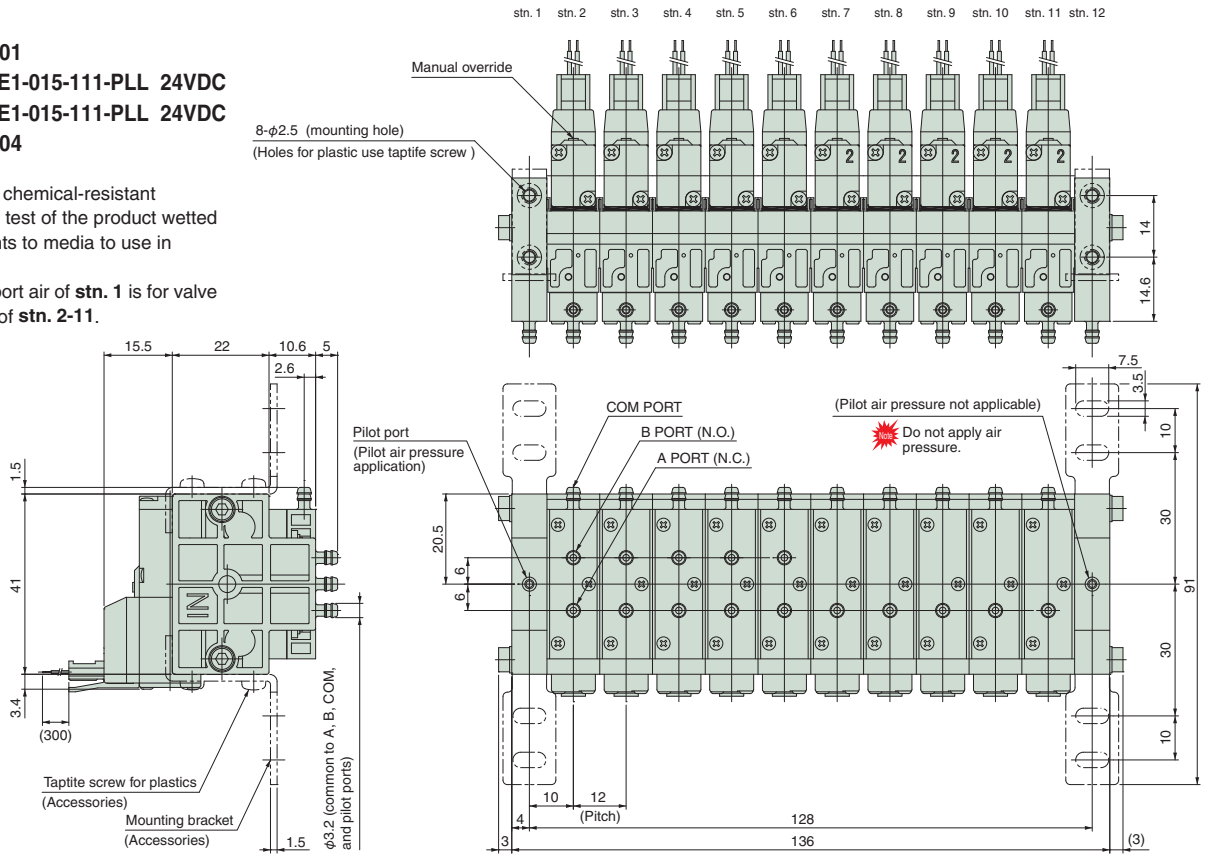 stn. 1 stn. 2 stn. 3 stn. 4 stn. 5 stn. 6 stn. 7 stn. 8 stn. 9 stn. 10 stn. 11 stn. 12
01
E1-015-111-PLL 24VDC
E1-015-111-PLL 24VDC
04
chemical-resistant
test of the product wetted
nts to media to use in
port air of stn. 1 is for valve
of stn. 2-11.
Manual override
8-φ2.5 (mounting hole)
(Holes for plastic use taptite screw )
2 2 2 2 2
14
14.6
15.5
22
10.6
5
2.6
1.5
41
3.4
(300)
IN
Taptite screw for plastics
(Accessories)
Mounting bracket
(Accessories)
1.5
φ3.2 (common to A, B, COM,
and pilot ports)
Pilot port
(Pilot air pressure
application)
COM PORT
B PORT (N.O.)
A PORT (N.C.)
(Pilot air pressure not applicable)
Note Do not apply air
pressure.
7.5
3.5
10
30
91
30
10
20.5
6
6
10
12
(Pitch)
4
128
3
136
(3)